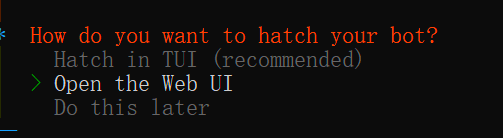 * How do you want to hatch your bot?
Hatch in TUI (recommended)
> Open the Web UI
Do this later